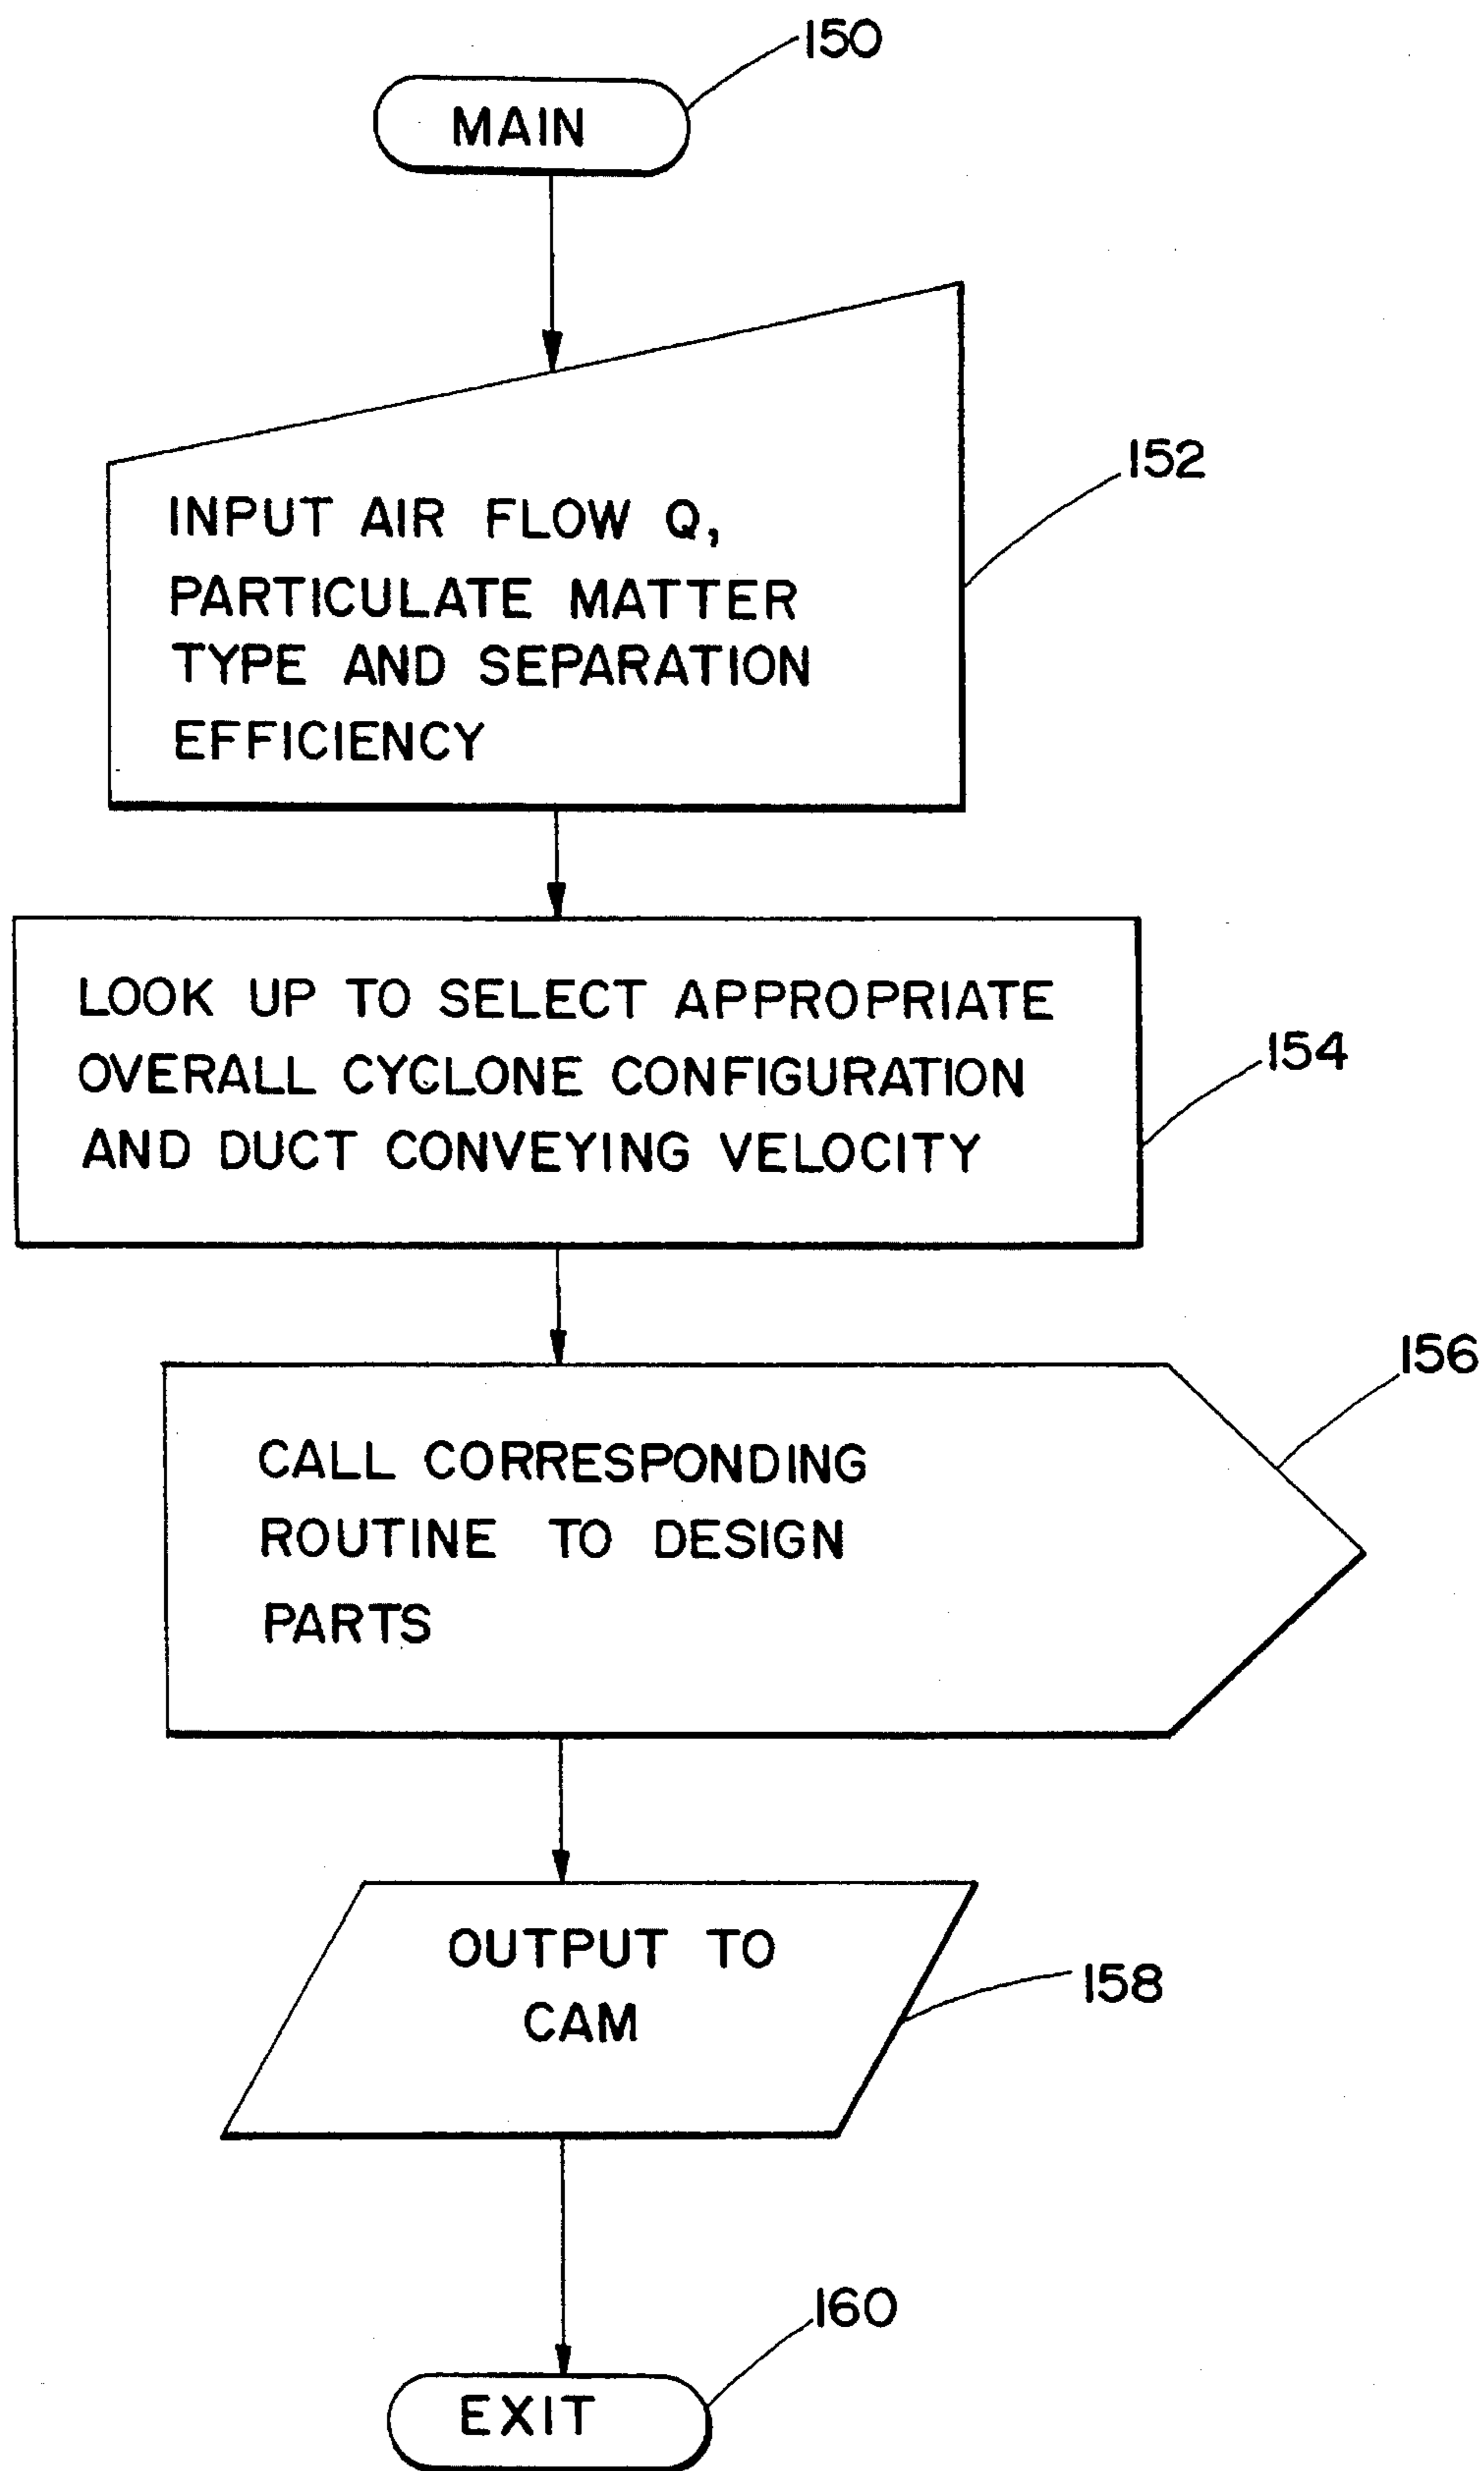 150
MAIN
152
INPUT AIR FLOW Q,
PARTICULATE MATTER
TYPE AND SEPARATION
EFFICIENCY
LOOK UP TO SELECT APPROPRIATE
OVERALL CYCLONE CONFIGURATION
AND DUCT CONVEYING VELOCITY
154
156
CALL CORRESPONDING
ROUTINE TO DESIGN
PARTS
OUTPUT TO
CAM
158
160
EXIT